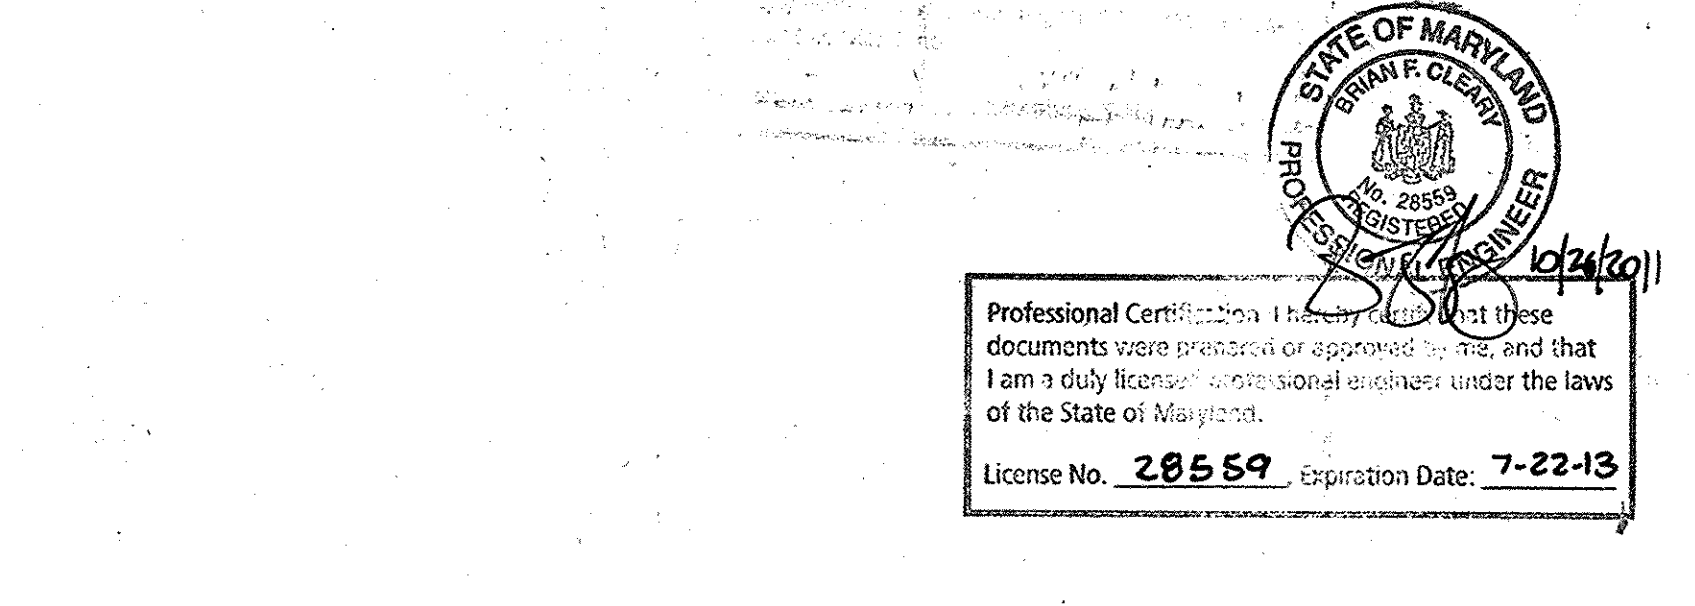 STATE OF MARYLAND
BRIAN F. CLEARY
No. 28559
REGISTERED
PROFESSIONAL ENGINEER
10/26/2011
Professional Certification I hereby certify that these
documents were prepared or approved by me, and that
I am a duly licensed professional engineer under the laws
of the State of Maryland.
License No. 28559, Expiration Date: 7-22-13